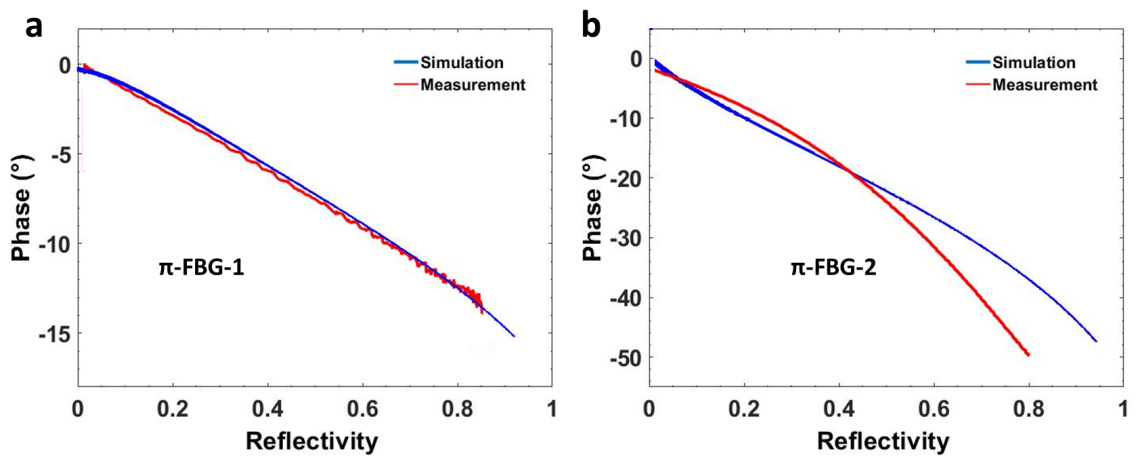 a
Simulation
Measurement
0
-5
-10
-15
Phase (°)
π-FBG-1
0
0.2
0.4
0.6
0.8
1
Reflectivity
b
Simulation
Measurement
0
-10
-20
-30
-40
-50
Phase (°)
π-FBG-2
0
0.2
0.4
0.6
0.8
1
Reflectivity